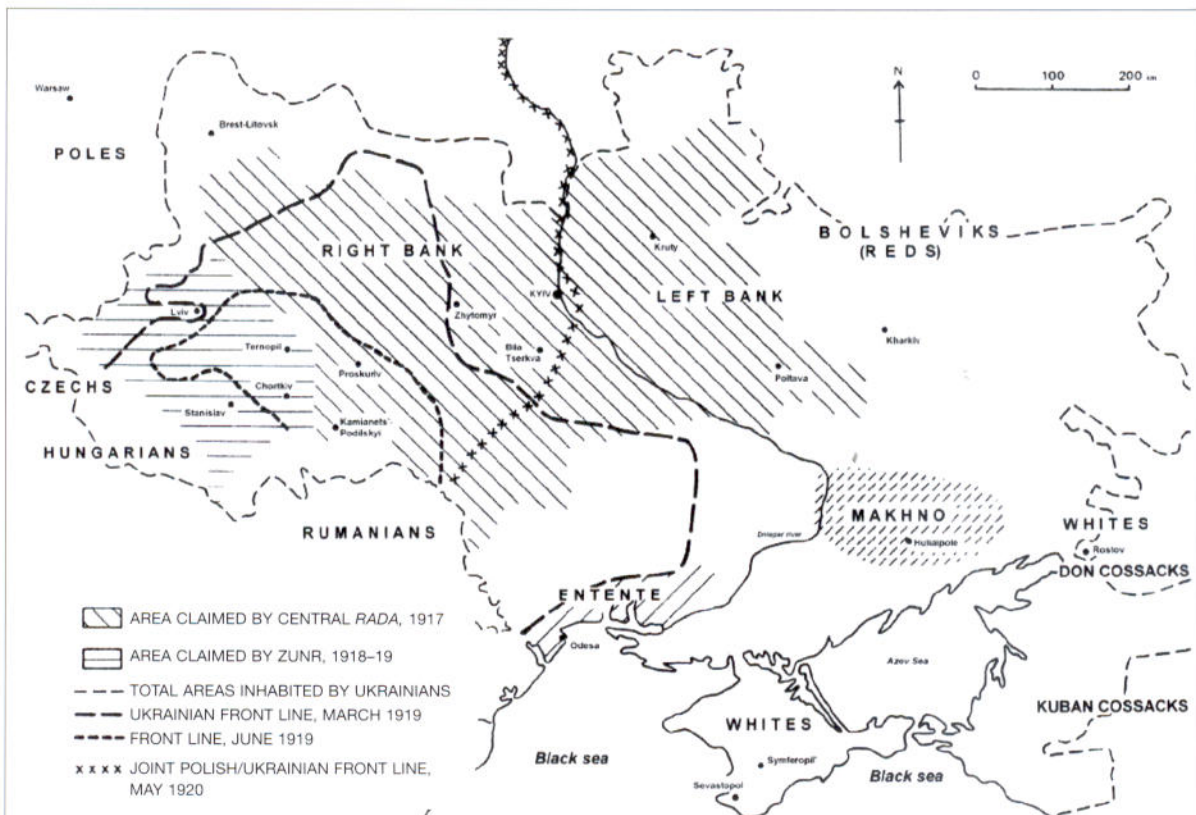 N
0 100 200 km
Warsaw
Brest-Litovsk
POLES
BOLSHEVIKS
(REDS)
Kruty
RIGHT BANK
LEFT BANK
KYIV
Zhytomyr
Lviv
Kharkiv
Ternopil
Bila
Tserkva
Proskuriv
Poltava
CZECHS
Chortkiv
Stanislav
Kamianets'
Podilskyi
HUNGARIANS
MAKHNO
WHITES
RUMANIANS
Dnieper river
Huliaipole
Rostov
DON COSSACKS
ENTENTE
Odesa
Azov Sea
KUBAN COSSACKS
WHITES
Black sea
Symferopil'
Black sea
Sevastopol
AREA CLAIMED BY CENTRAL RADA, 1917
AREA CLAIMED BY ZUNR, 1918–19
TOTAL AREAS INHABITED BY UKRAINIANS
UKRAINIAN FRONT LINE, MARCH 1919
FRONT LINE, JUNE 1919
JOINT POLISH/UKRAINIAN FRONT LINE,
MAY 1920